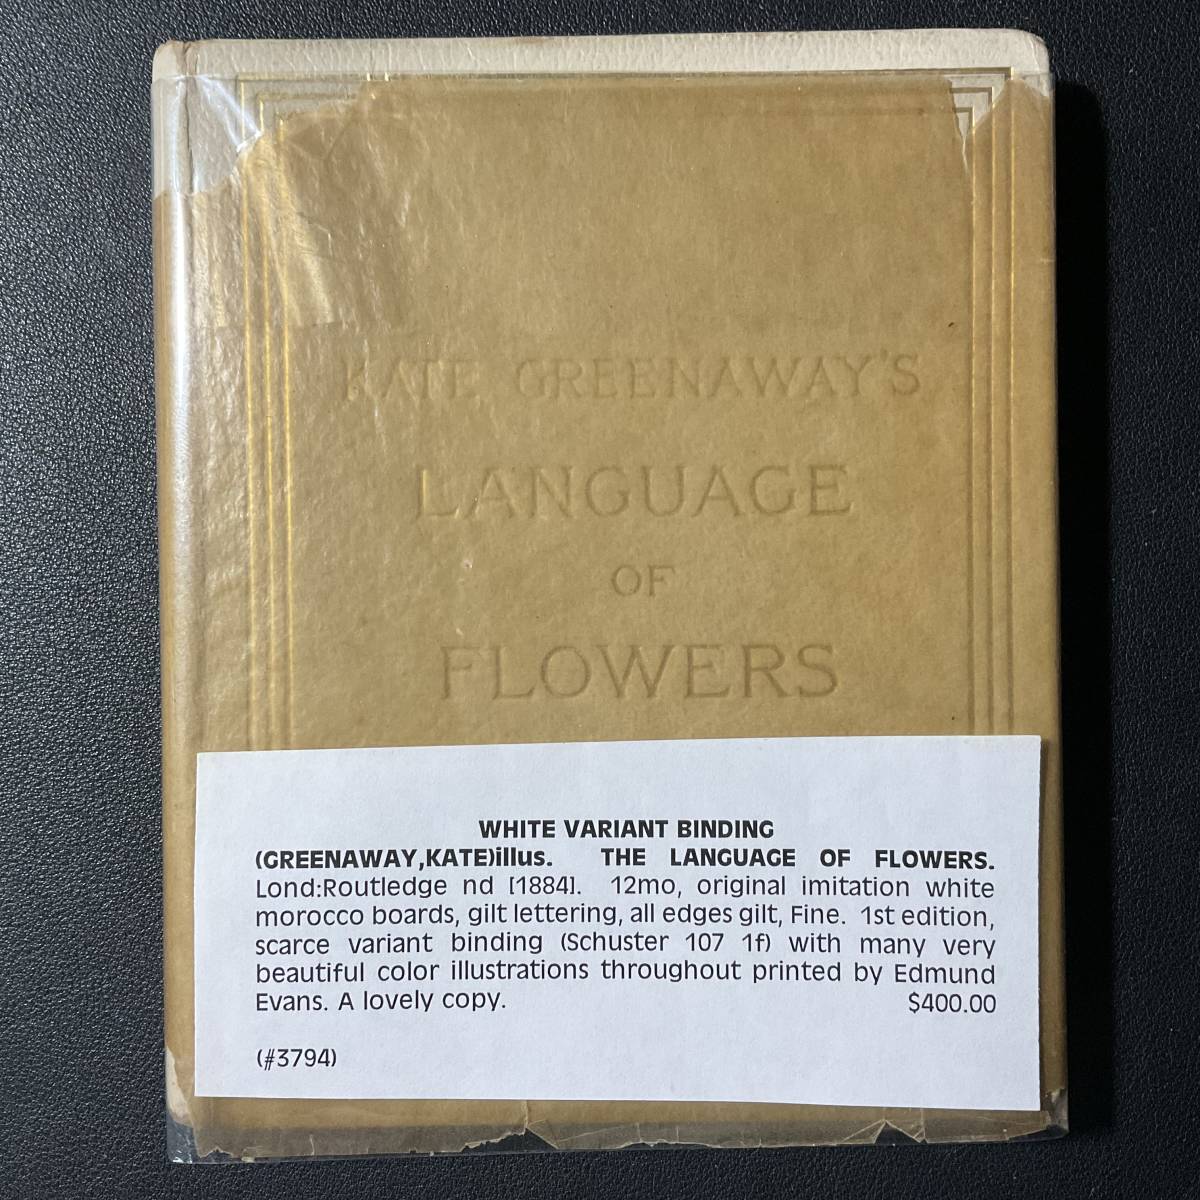 KATE GREENAWAY'S
LANGUAGE
OF
FLOWERS
WHITE VARIANT BINDING
(GREENAWAY,KATE)illus. THE LANGUAGE OF FLOWERS.
Lond:Routledge nd [1884]. 12mo, original imitation white
morocco boards, gilt lettering, all edges gilt, Fine. 1st edition,
scarce variant binding (Schuster 107 1f) with many very
beautiful color illustrations throughout printed by Edmund
Evans. A lovely copy. $400.00
(#3794)